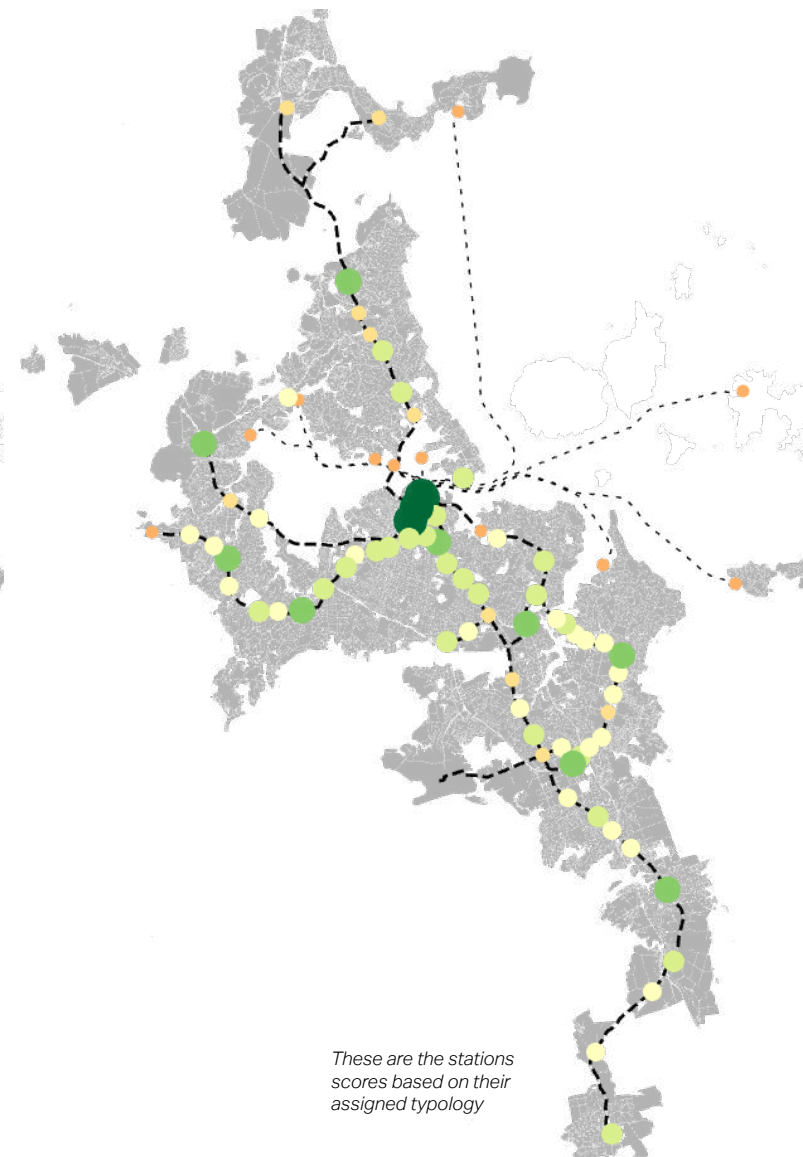 These are the stations
scores based on their
assigned typology